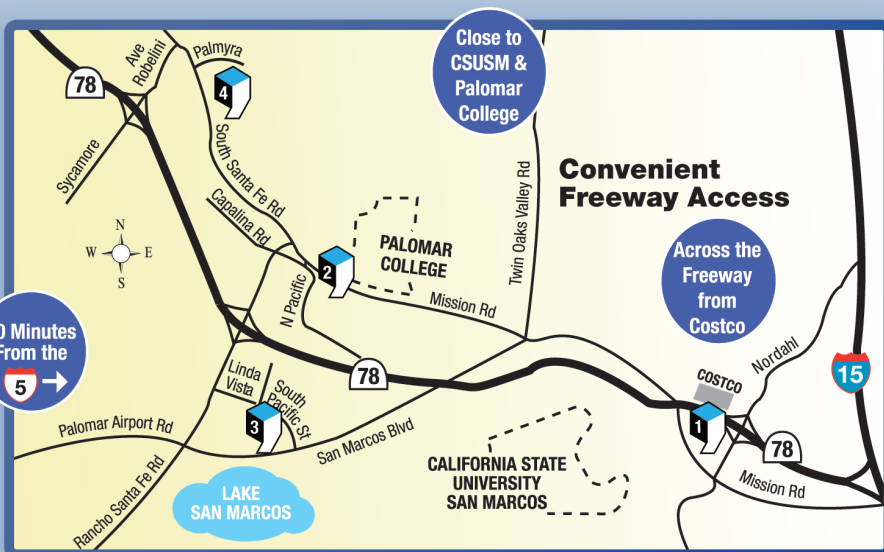 Ave
Robelini
Palmyra
78
4
Sycamore
South Santa Fe Rd
Capalina Rd
N
W
E
S
Close to
CSUSM &
Palomar
College
Twin Oaks Valley Rd
Convenient
Freeway Access
PALOMAR
COLLEGE
2
N Pacific
Mission Rd
Across the
Freeway
from
Costco
0 Minutes
From the
5
78
Linda
Vista
South
Pacific St
3
Palomar Airport Rd
San Marcos Blvd
Rancho Santa Fe Rd
LAKE
SAN MARCOS
CALIFORNIA STATE
UNIVERSITY
SAN MARCOS
COSTCO
Nordahl
15
1
78
Mission Rd